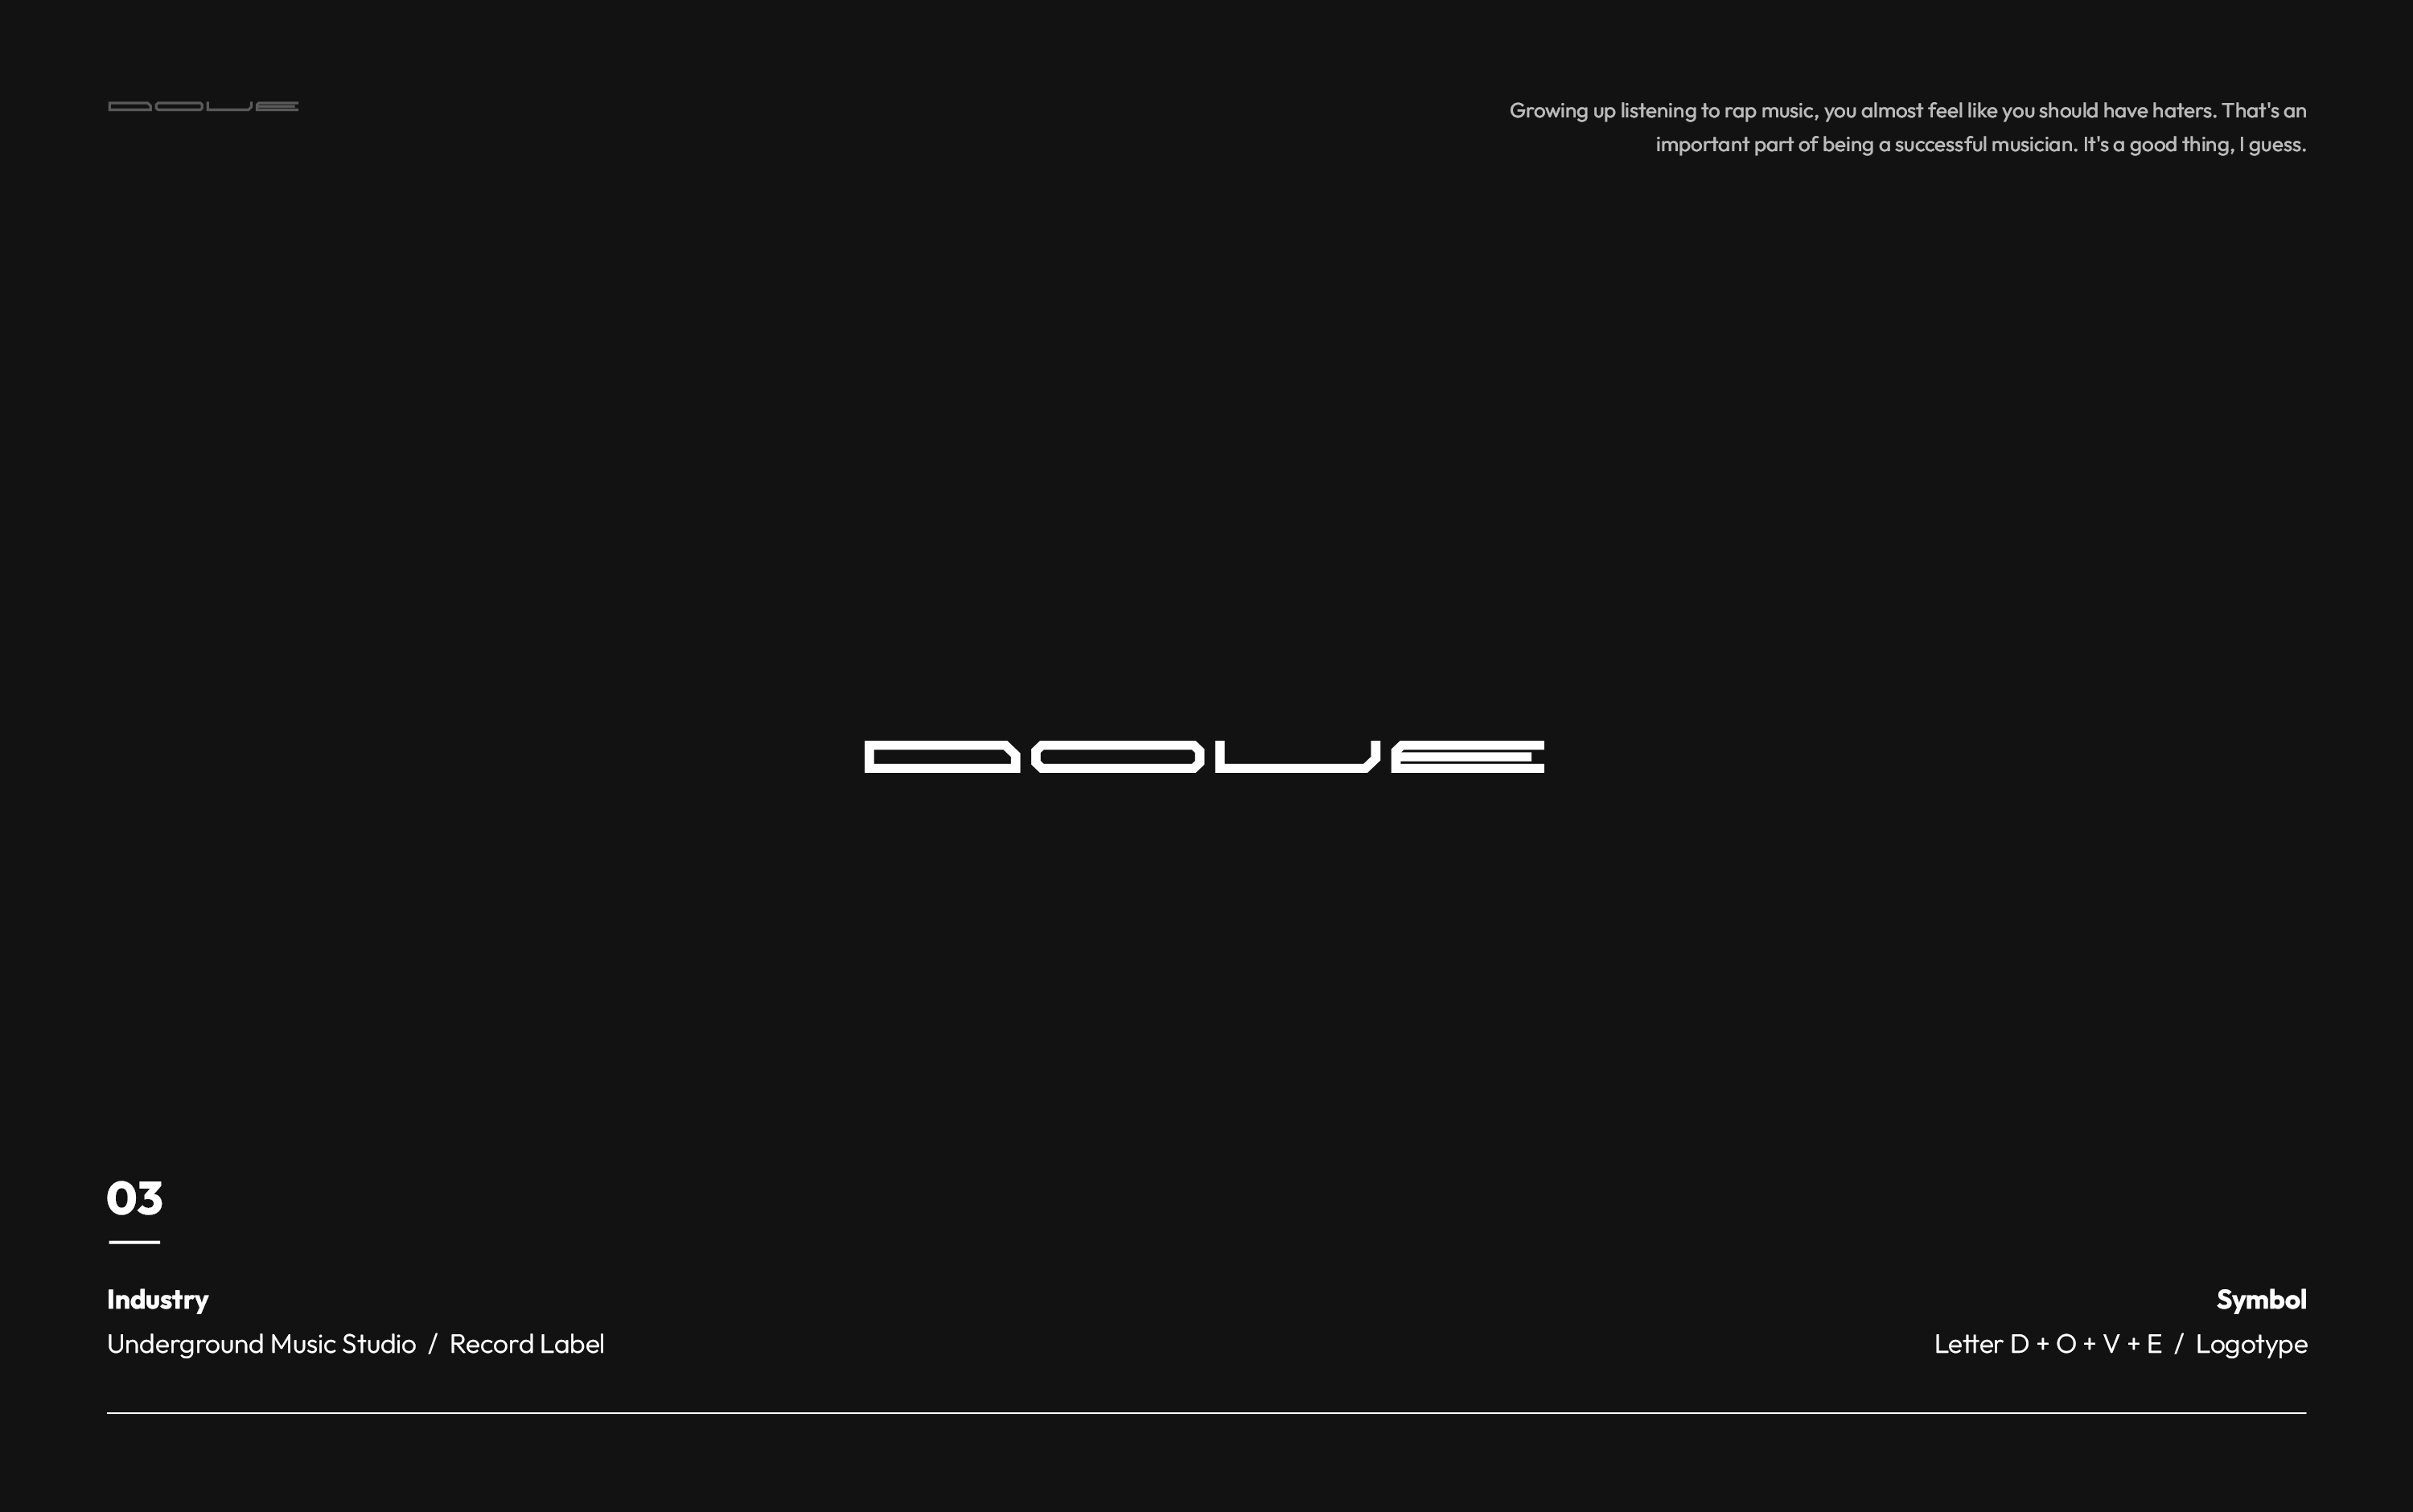 DOVE
Growing up listening to rap music, you almost feel like you should have haters. That's an
important part of being a successful musician. It's a good thing, I guess.
DOVE
03
Industry
Underground Music Studio / Record Label
Symbol
Letter D + O + V + E / Logotype